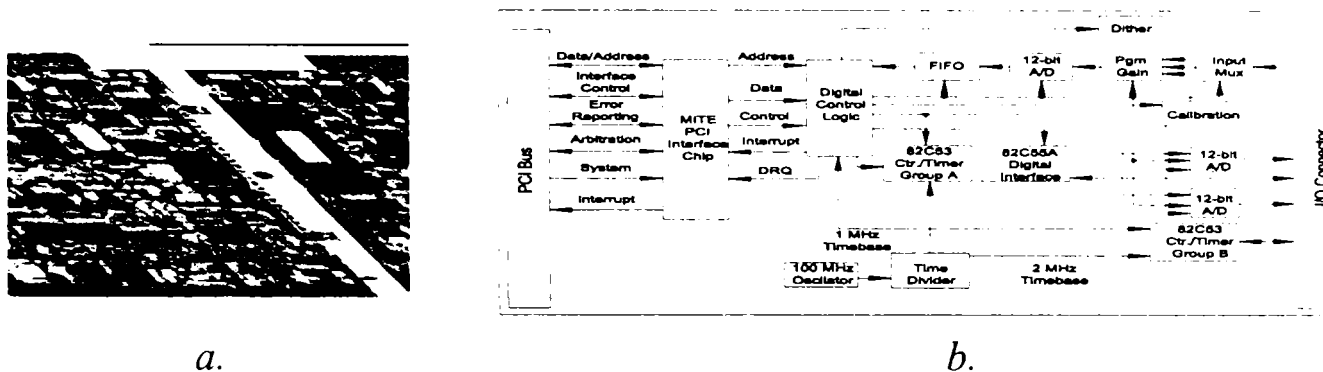 Dither
Data/Address
Address
FIFO
12-bit
A/D
Pgm
Gain
Input
Mux
Interface
Control
Data
Digital
Control
Logic
Error
Reporting
MITE
PCI
Interface
Chip
Control
Calibration
PCI Bus
Arbitration
Interrupt
82C53
Ctr./Timer
Group A
82C55A
Digital
Interface
12-bit
A/D
System
DRQ
12-bit
A/D
I/O Connector
Interrupt
1 MHz
Timebase
82C53
Ctr./Timer
Group B
100 MHz
Oscilator
Time
Divider
2 MHz
Timebase
a.
b.